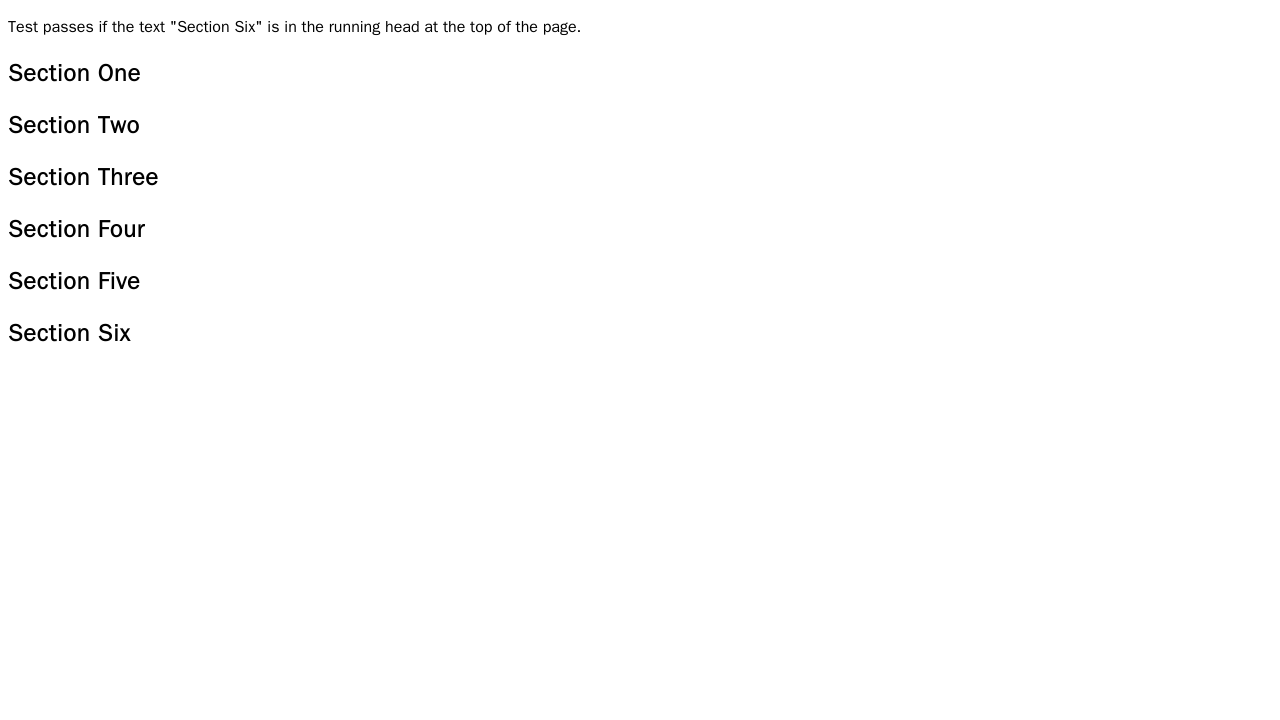 Test passes if the text "Section Six" is in the running head at the top of the page.
Section One
Section Two
Section Three
Section Four
Section Five
Section Six